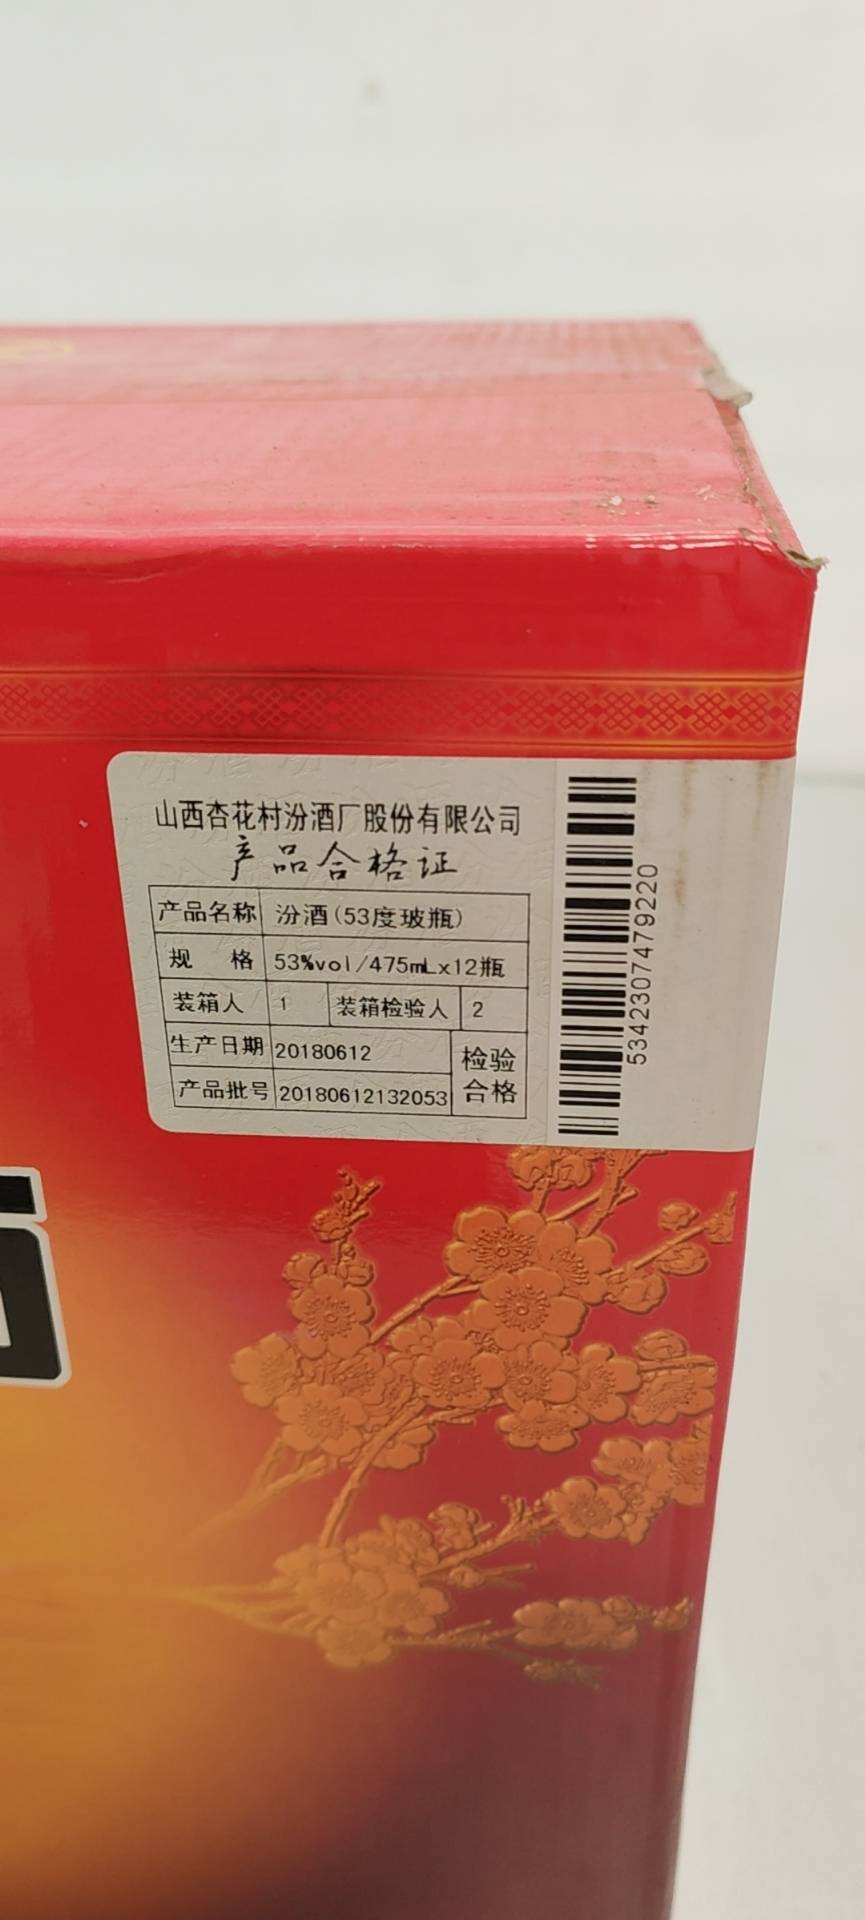 山西杏花村汾酒厂股份有限公司
产品合格证
产品名称 汾酒(53度玻瓶)
规 格 53%vol/475mLx12瓶
装箱人 1 装箱检验人 2
生产日期 20180612 检验
产品批号 20180612132053 合格
5342307479220